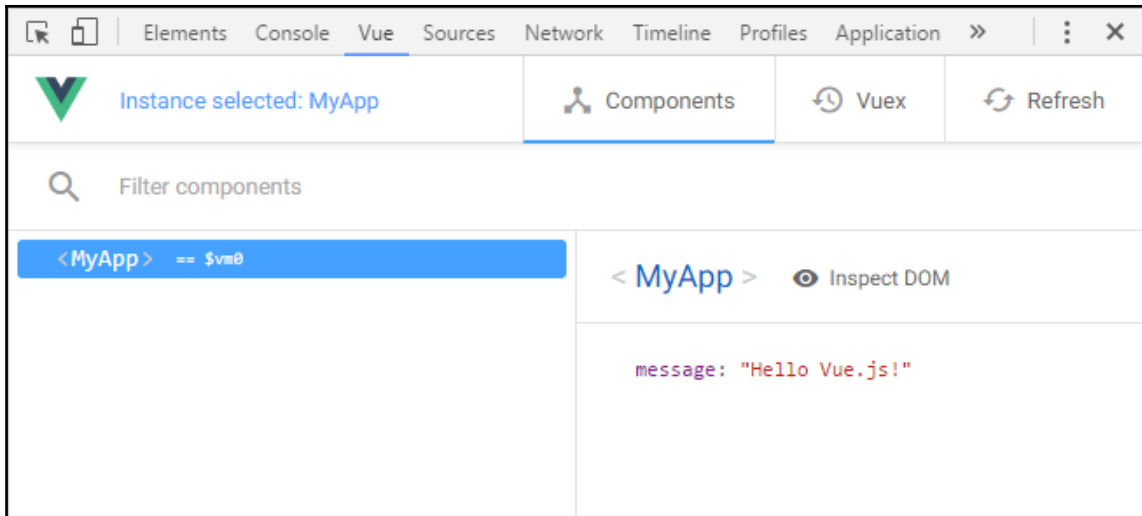 Elements Console Vue Sources Network Timeline Profiles Application »
Instance selected: MyApp Components Vuex Refresh
Filter components
<MyApp> == $vm0
< MyApp > Inspect DOM
message: "Hello Vue.js!"